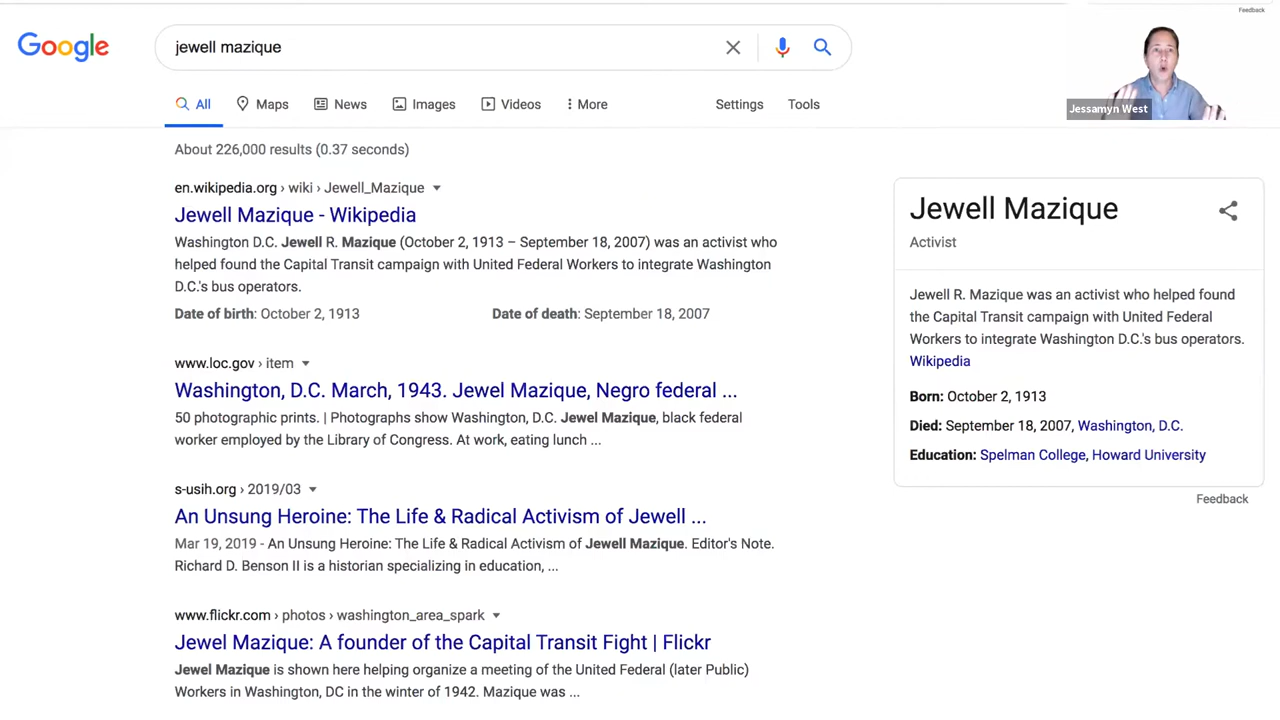 Feedback
Google
jewell mazique
Jessamyn West
All
Maps
News
Images
Videos
More
Settings
Tools
About 226,000 results (0.37 seconds)
en.wikipedia.org › wiki › Jewell_Mazique
Jewell Mazique - Wikipedia
Washington D.C. Jewell R. Mazique (October 2, 1913 – September 18, 2007) was an activist who
helped found the Capital Transit campaign with United Federal Workers to integrate Washington
D.C.'s bus operators.
Date of birth: October 2, 1913 Date of death: September 18, 2007
www.loc.gov › item
Washington, D.C. March, 1943. Jewel Mazique, Negro federal ...
50 photographic prints. | Photographs show Washington, D.C. Jewel Mazique, black federal
worker employed by the Library of Congress. At work, eating lunch ...
s-usih.org › 2019/03
An Unsung Heroine: The Life & Radical Activism of Jewell ...
Mar 19, 2019 - An Unsung Heroine: The Life & Radical Activism of Jewell Mazique. Editor's Note.
Richard D. Benson II is a historian specializing in education, ...
www.flickr.com › photos › washington_area_spark
Jewel Mazique: A founder of the Capital Transit Fight | Flickr
Jewel Mazique is shown here helping organize a meeting of the United Federal (later Public)
Workers in Washington, DC in the winter of 1942. Mazique was ...
Jewell Mazique
Activist
Jewell R. Mazique was an activist who helped found
the Capital Transit campaign with United Federal
Workers to integrate Washington D.C.'s bus operators.
Wikipedia
Born: October 2, 1913
Died: September 18, 2007, Washington, D.C.
Education: Spelman College, Howard University
Feedback